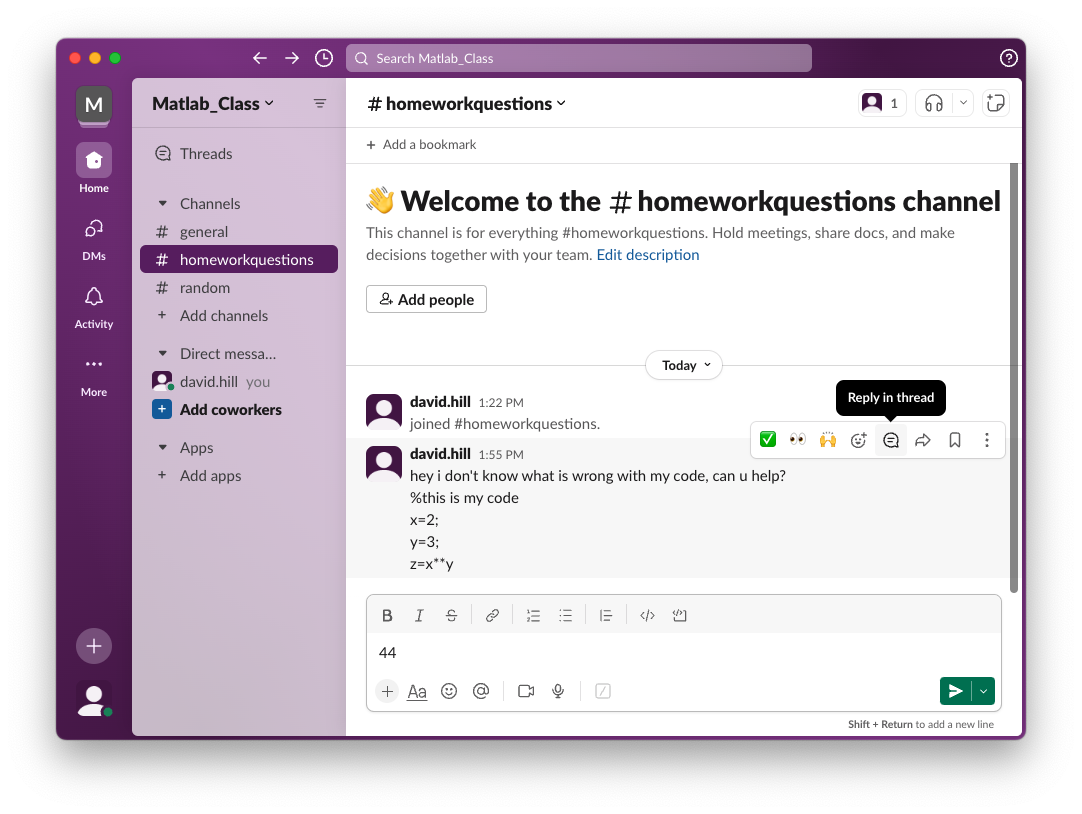 Search Matlab_Class
M
Home
DMs
Activity
More
Matlab_Class
Threads
Channels
# general
# homeworkquestions
# random
+ Add channels
Direct messa...
david.hill you
+ Add coworkers
Apps
+ Add apps
# homeworkquestions
1
+ Add a bookmark
👋 Welcome to the # homeworkquestions channel
This channel is for everything #homeworkquestions. Hold meetings, share docs, and make
decisions together with your team. Edit description
Add people
Today
david.hill 1:22 PM
joined #homeworkquestions.
Reply in thread
david.hill 1:55 PM
hey i don't know what is wrong with my code, can u help?
%this is my code
x=2;
y=3;
z=x**y
B I S
44
+ Aa @
Shift + Return to add a new line